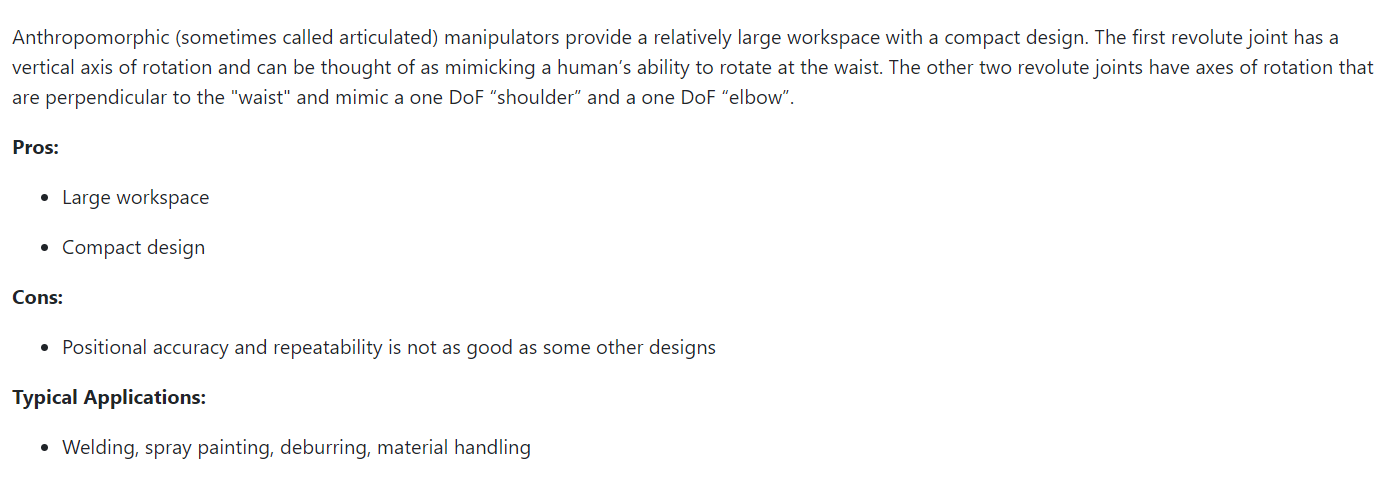 Anthropomorphic (sometimes called articulated) manipulators provide a relatively large workspace with a compact design. The first revolute joint has a
vertical axis of rotation and can be thought of as mimicking a human’s ability to rotate at the waist. The other two revolute joints have axes of rotation that
are perpendicular to the "waist" and mimic a one DoF “shoulder” and a one DoF “elbow”.
Pros:
• Large workspace
• Compact design
Cons:
• Positional accuracy and repeatability is not as good as some other designs
Typical Applications:
• Welding, spray painting, deburring, material handling